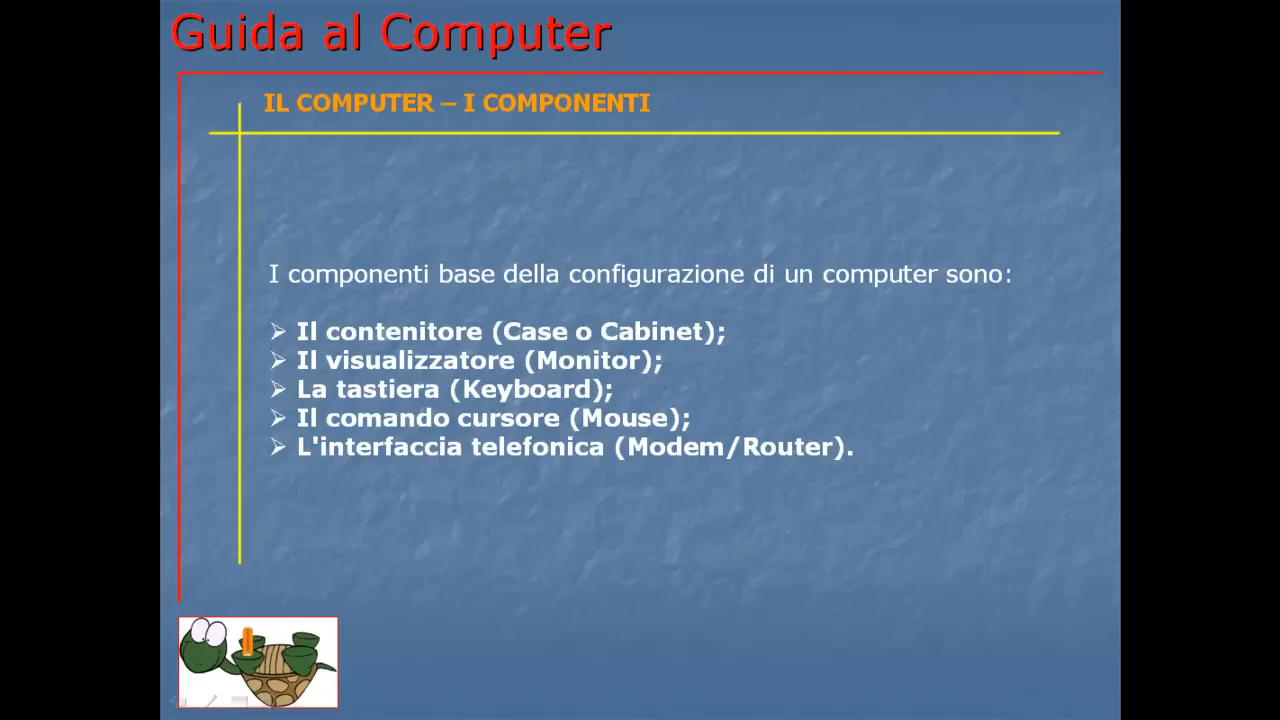 Guida al Computer
IL COMPUTER – I COMPONENTI
I componenti base della configurazione di un computer sono:
➢ Il contenitore (Case o Cabinet);
➢ Il visualizzatore (Monitor);
➢ La tastiera (Keyboard);
➢ Il comando cursore (Mouse);
➢ L'interfaccia telefonica (Modem/Router).